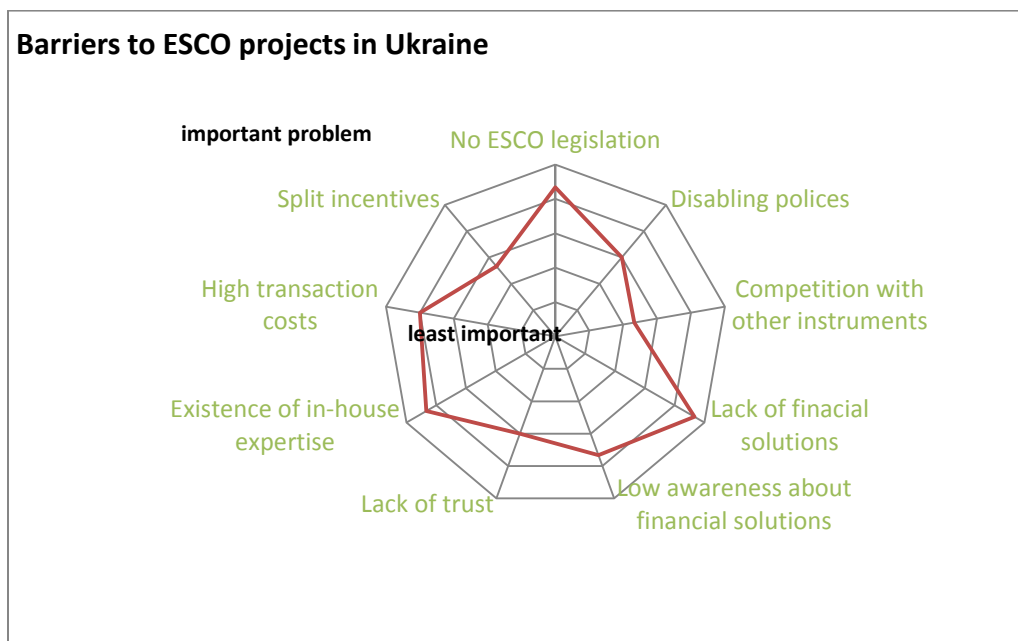 Barriers to ESCO projects in Ukraine
important problem
No ESCO legislation
Split incentives
Disabling polices
High transaction
costs
Competition with
other instruments
least important
Existence of in-house
expertise
Lack of finacial
solutions
Lack of trust
Low awareness about
financial solutions